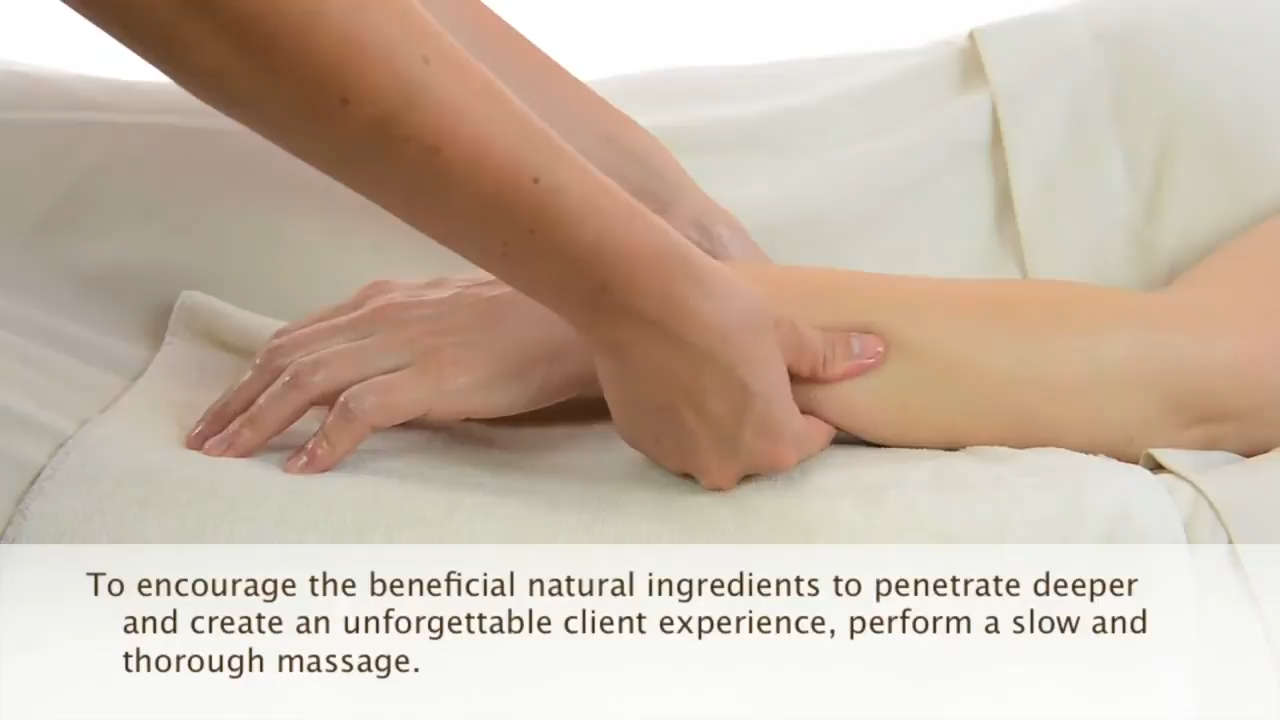 To encourage the beneficial natural ingredients to penetrate deeper
and create an unforgettable client experience, perform a slow and
thorough massage.